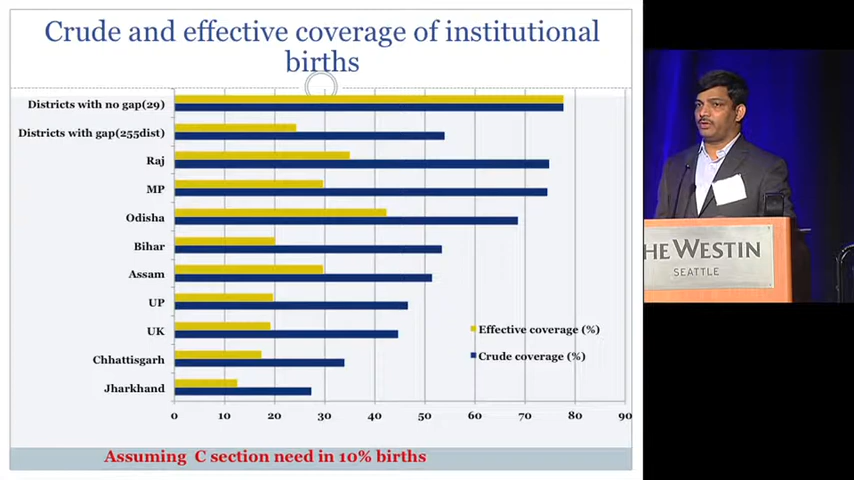 Crude and effective coverage of institutional
births
Districts with no gap(29)
Districts with gap(255dist)
Raj
MP
Odisha
Bihar
Assam
UP
UK
Chhattisgarh
Jharkhand
Effective coverage (%)
Crude coverage (%)
0 10 20 30 40 50 60 70 80 90
Assuming C section need in 10% births
HE WESTIN
SEATTLE